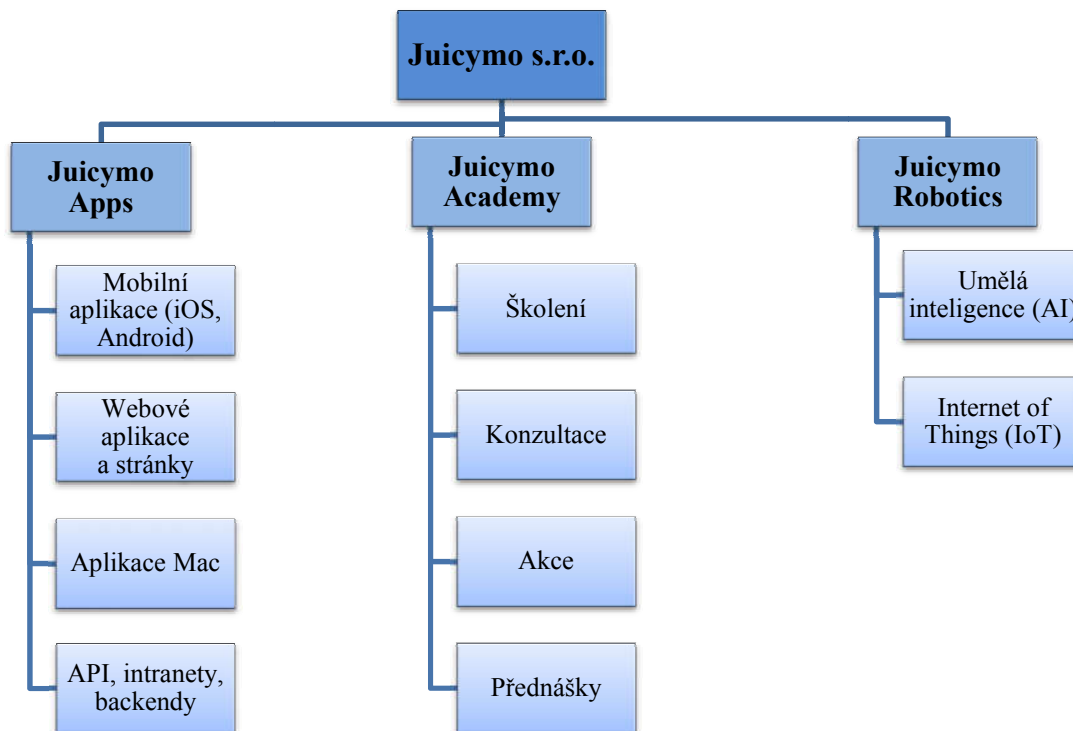 Juicymo s.r.o.
Juicymo
Apps
Juicymo
Academy
Juicymo
Robotics
Mobilní
aplikace (iOS,
Android)
Webové
aplikace
a stránky
Aplikace Mac
API, intranety,
backendy
Školení
Konzultace
Akce
Přédnášky
Umělá
inteligence (AI)
Internet of
Things (IoT)